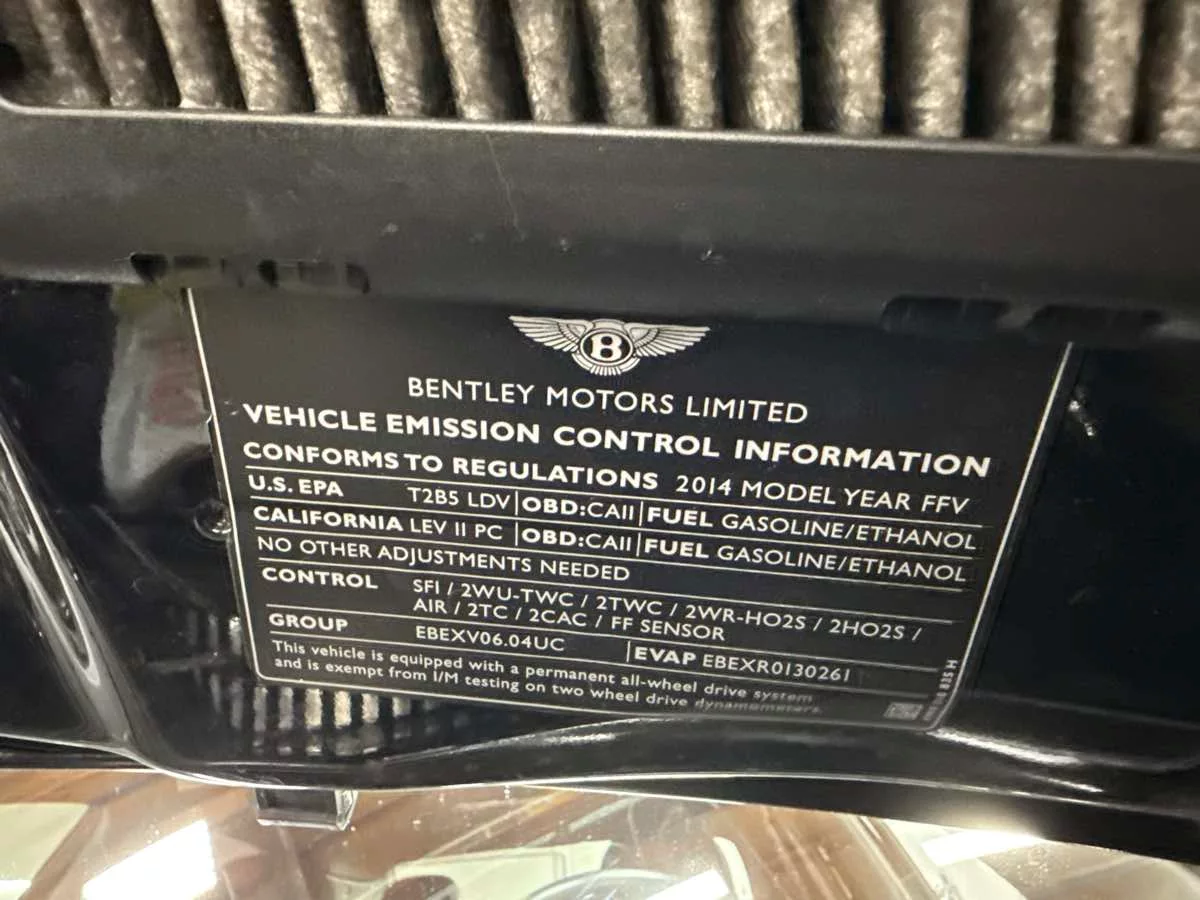 B
BENTLEY MOTORS LIMITED
VEHICLE EMISSION CONTROL INFORMATION
CONFORMS TO REGULATIONS 2014 MODEL YEAR FFV
U.S. EPA T2B5 LDV OBD:CAII FUEL GASOLINE/ETHANOL
CALIFORNIA LEV II PC OBD:CAII FUEL GASOLINE/ETHANOL
NO OTHER ADJUSTMENTS NEEDED
CONTROL SFI / 2WU-TWC / 2TWC / 2WR-HO2S / 2HO2S /
AIR / 2TC / 2CAC / FF SENSOR
GROUP EBEXV06.04UC EVAP EBEXR0130261
This vehicle is equipped with a permanent all-wheel drive system
and is exempt from I/M testing on two wheel drive dynamometers.
835 H